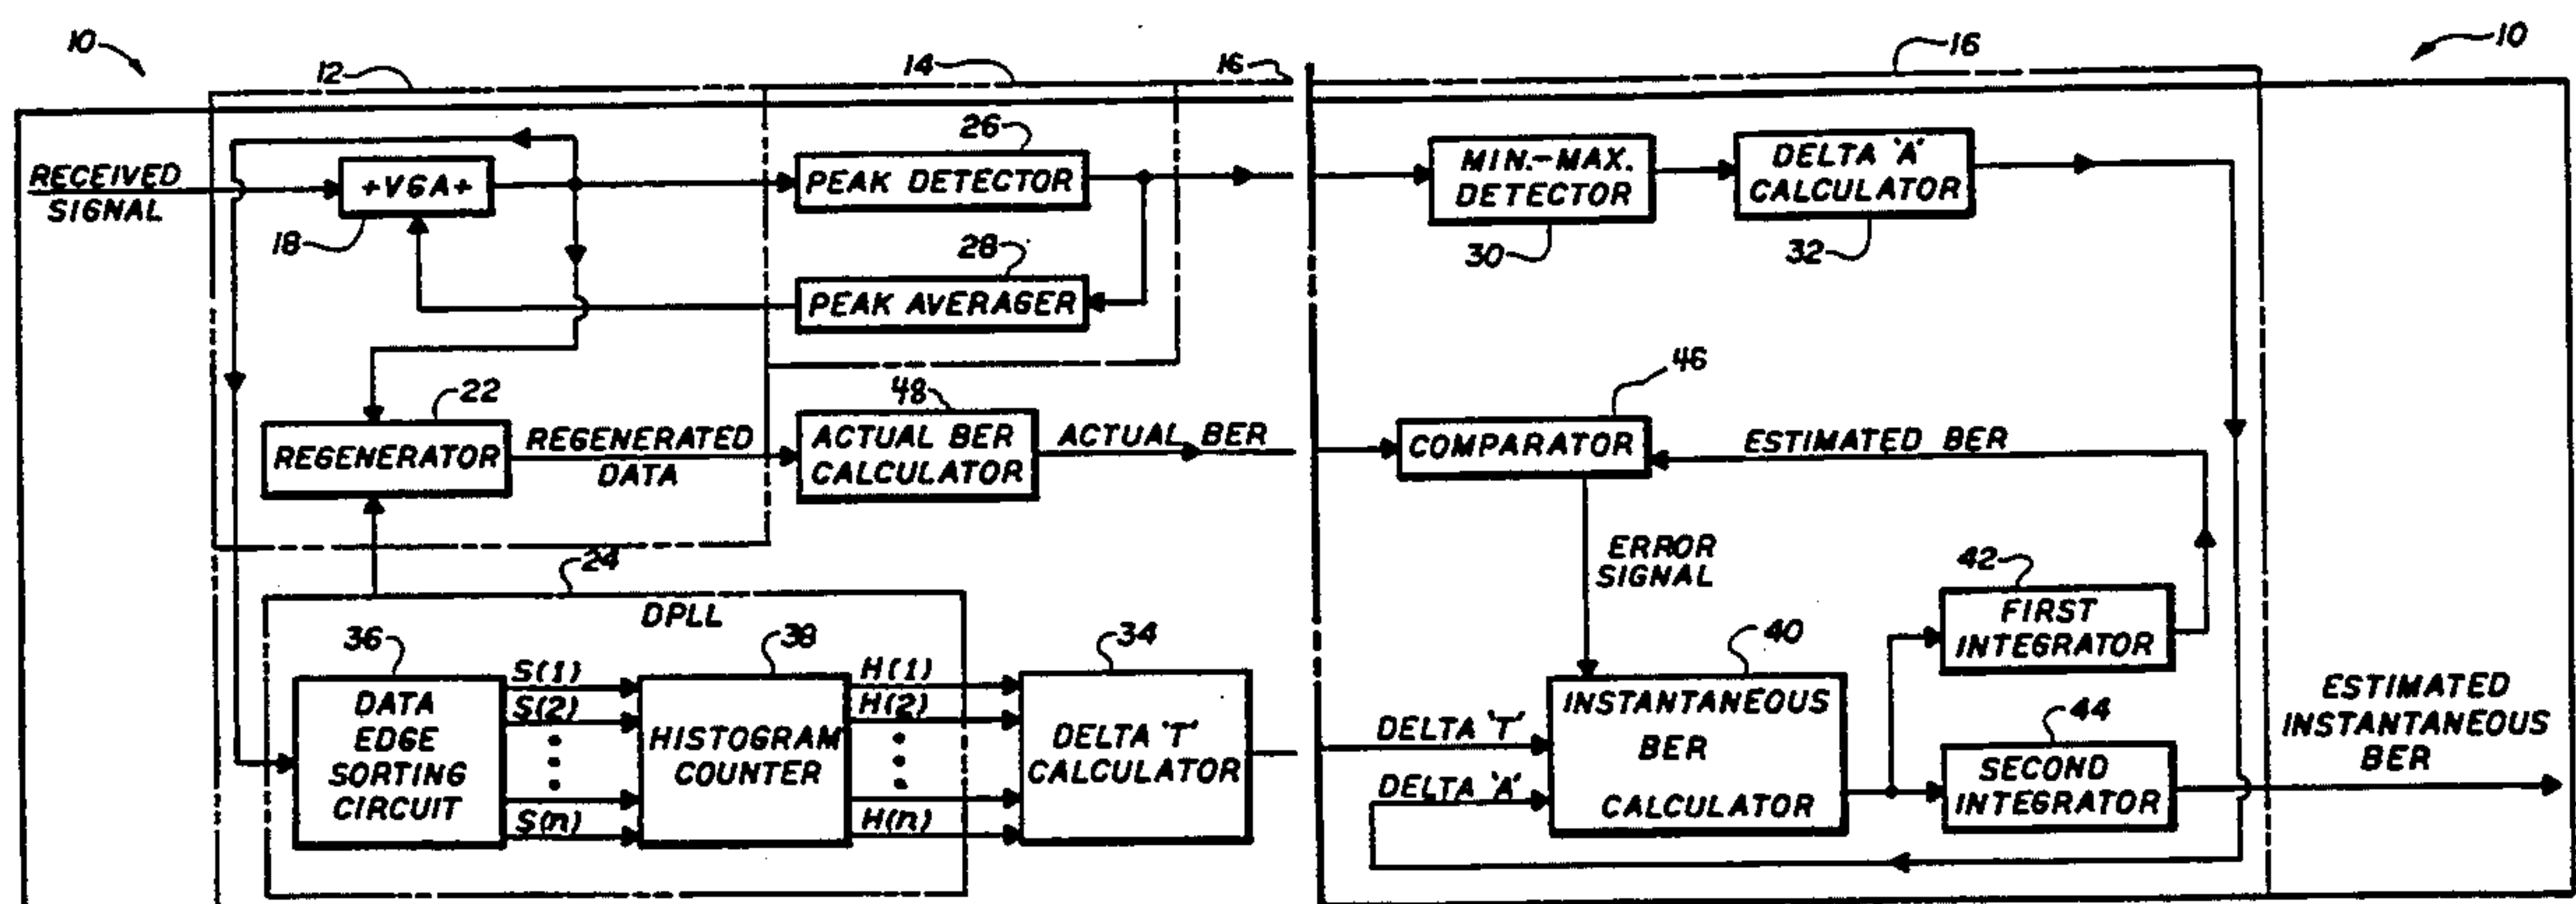 10
12
14
16
16
10
RECEIVED
SIGNAL
+VGA+
18
26
PEAK DETECTOR
28
PEAK AVERAGER
MIN.-MAX.
DETECTOR
30
DELTA 'A'
CALCULATOR
32
22
REGENERATOR
REGENERATED
DATA
48
ACTUAL BER
CALCULATOR
ACTUAL BER
46
COMPARATOR
ESTIMATED BER
ERROR
SIGNAL
24
DPLL
36
DATA
EDGE
SORTING
CIRCUIT
S(1)
S(2)
S(n)
38
HISTOGRAM
COUNTER
H(1)
H(2)
H(n)
34
DELTA 'T'
CALCULATOR
DELTA 'T'
DELTA 'A'
40
INSTANTANEOUS
BER
CALCULATOR
42
FIRST
INTEGRATOR
44
SECOND
INTEGRATOR
ESTIMATED
INSTANTANEOUS
BER